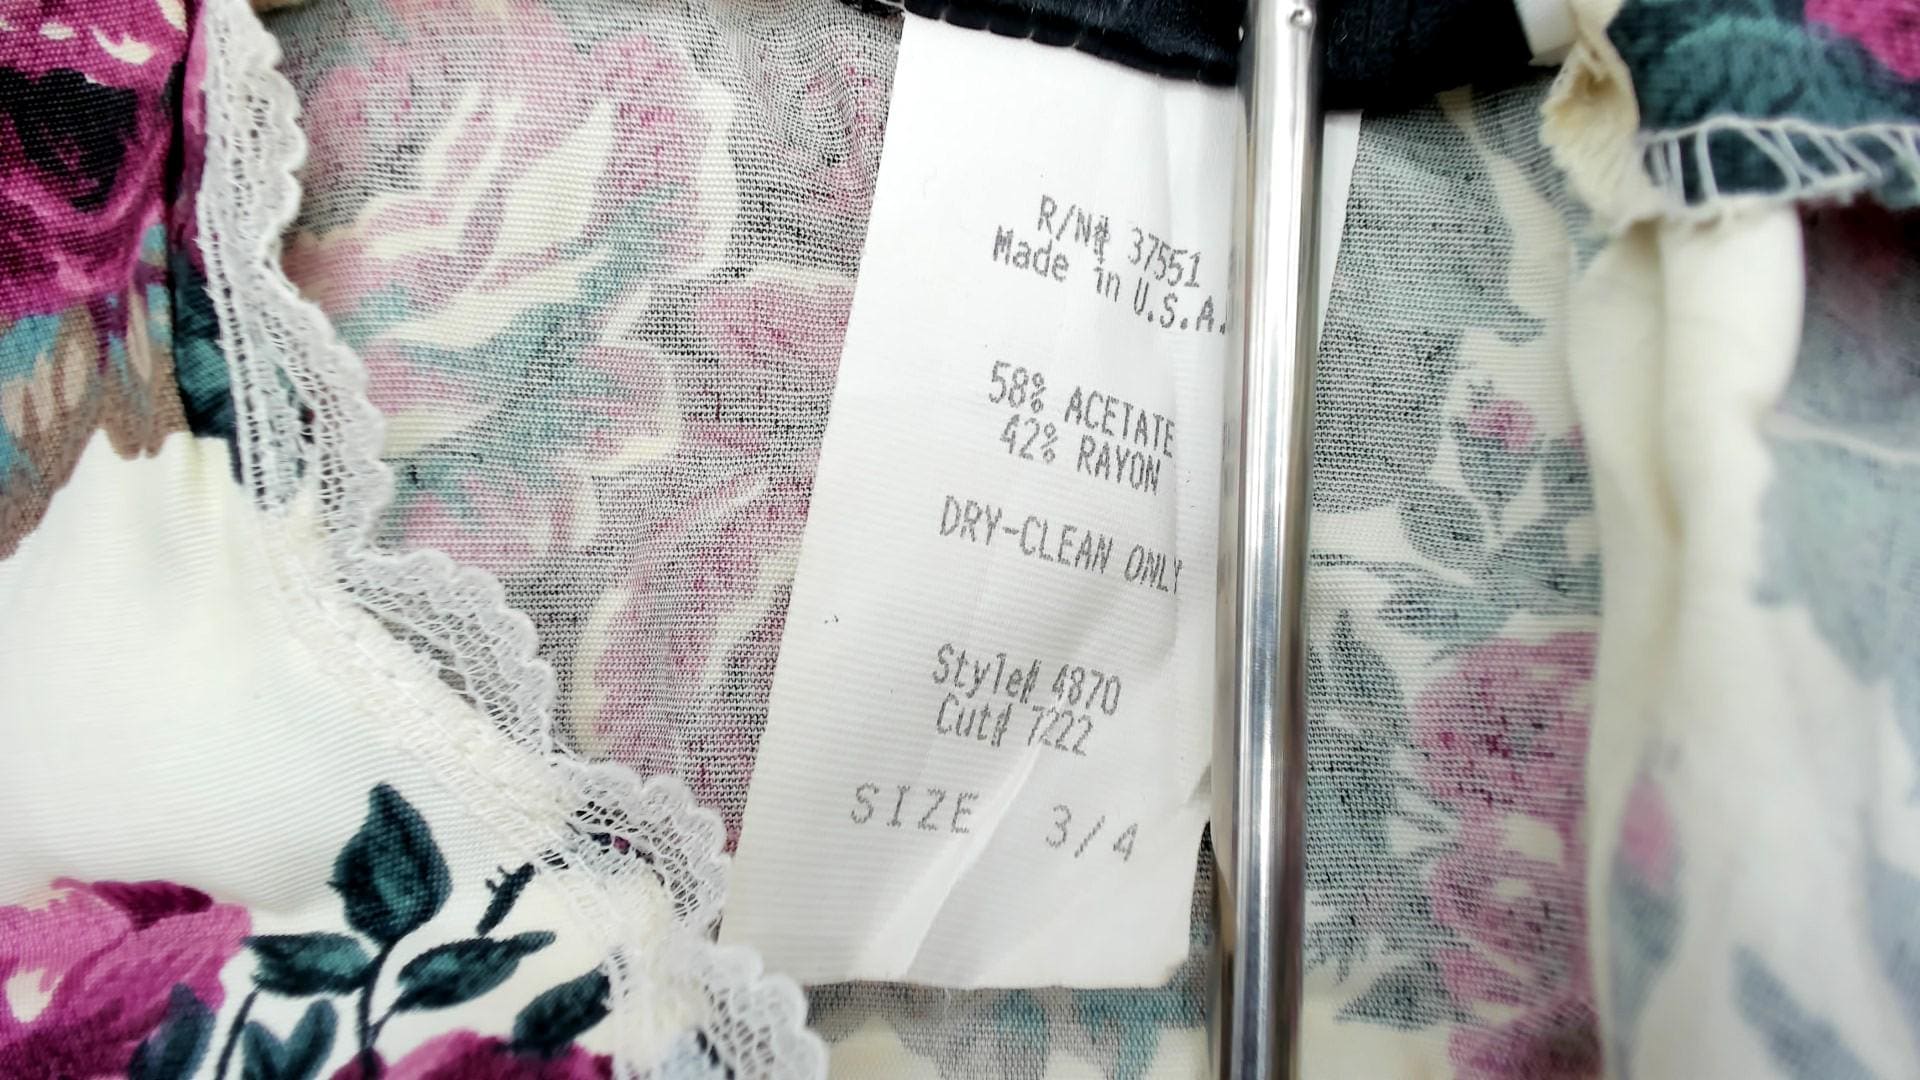 R/N# 37551
Made in U.S.A.
58% ACETATE
42% RAYON
DRY-CLEAN ONLY
Style# 4870
Cut# 7222
SIZE 3/4